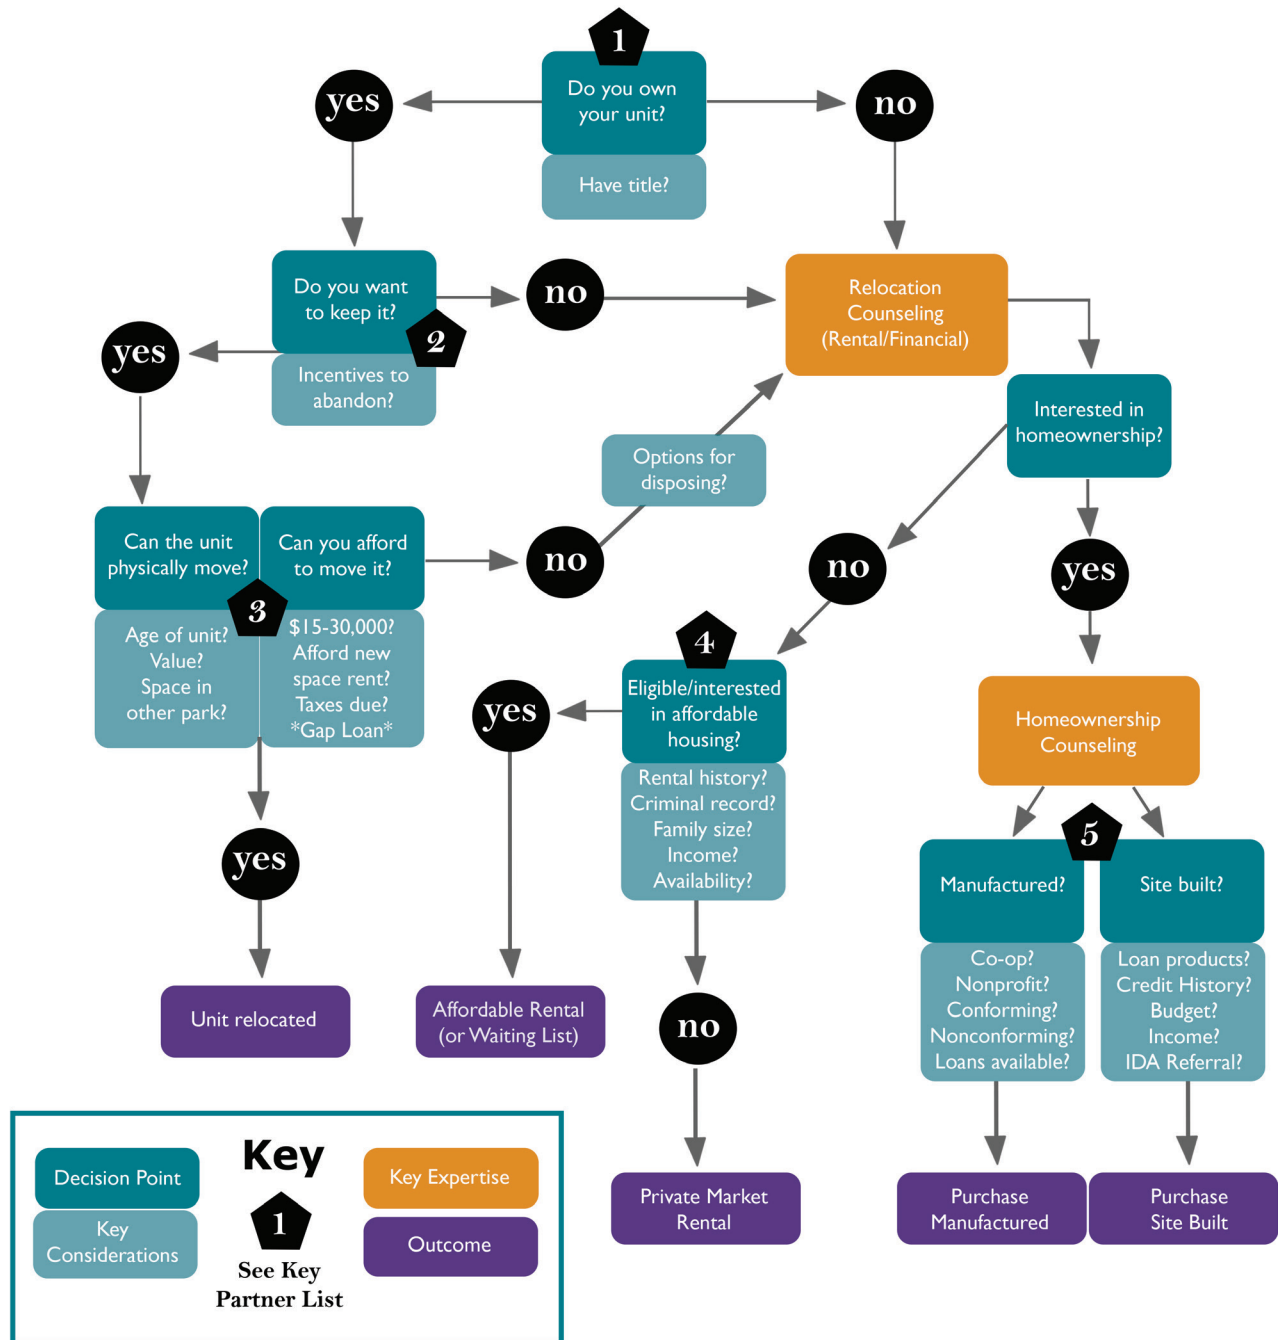 1
Do you own
your unit?
Have title?
yes
no
Do you want
to keep it?
2
Incentives to
abandon?
no
Relocation
Counseling
(Rental/Financial)
yes
Interested in
homeownership?
Options for
disposing?
Can the unit
physically move?
Can you afford
to move it?
3
Age of unit?
Value?
Space in
other park?
$15-30,000?
Afford new
space rent?
Taxes due?
*Gap Loan*
no
no
yes
4
Eligible/interested
in affordable
housing?
Rental history?
Criminal record?
Family size?
Income?
Availability?
yes
Homeownership
Counseling
yes
5
Manufactured?
Site built?
Co-op?
Nonprofit?
Conforming?
Nonconforming?
Loans available?
Loan products?
Credit History?
Budget?
Income?
IDA Referral?
Unit relocated
Affordable Rental
(or Waiting List)
no
Private Market
Rental
Purchase
Manufactured
Purchase
Site Built
Key
Decision Point
Key
Considerations
1
See Key
Partner List
Key Expertise
Outcome